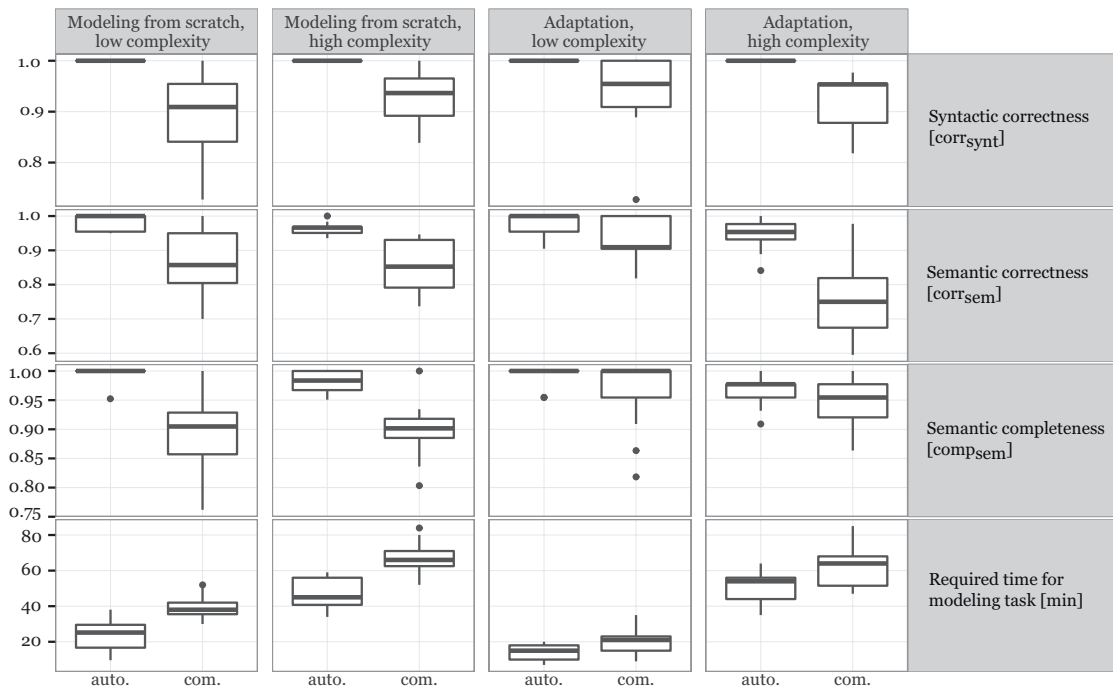 Modeling from scratch,
low complexity
Modeling from scratch,
high complexity
Adaptation,
low complexity
Adaptation,
high complexity
1.0
0.9
0.8
Syntactic correctness
[corrsynt]
1.0
0.9
0.8
0.7
0.6
Semantic correctness
[corrsem]
1.00
0.95
0.90
0.85
0.80
0.75
Semantic completeness
[compsem]
80
60
40
20
Required time for
modeling task [min]
auto. com. auto. com. auto. com. auto. com.